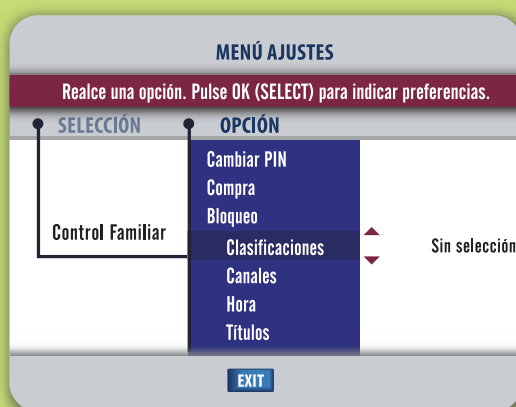 MENÚ AJUSTES
Realce una opción. Pulse OK (SELECT) para indicar preferencias.
SELECCIÓN OPCIÓN
Cambiar PIN
Compra
Bloqueo
Control Familiar Clasificaciones Sin selección
Canales
Hora
Títulos
EXIT